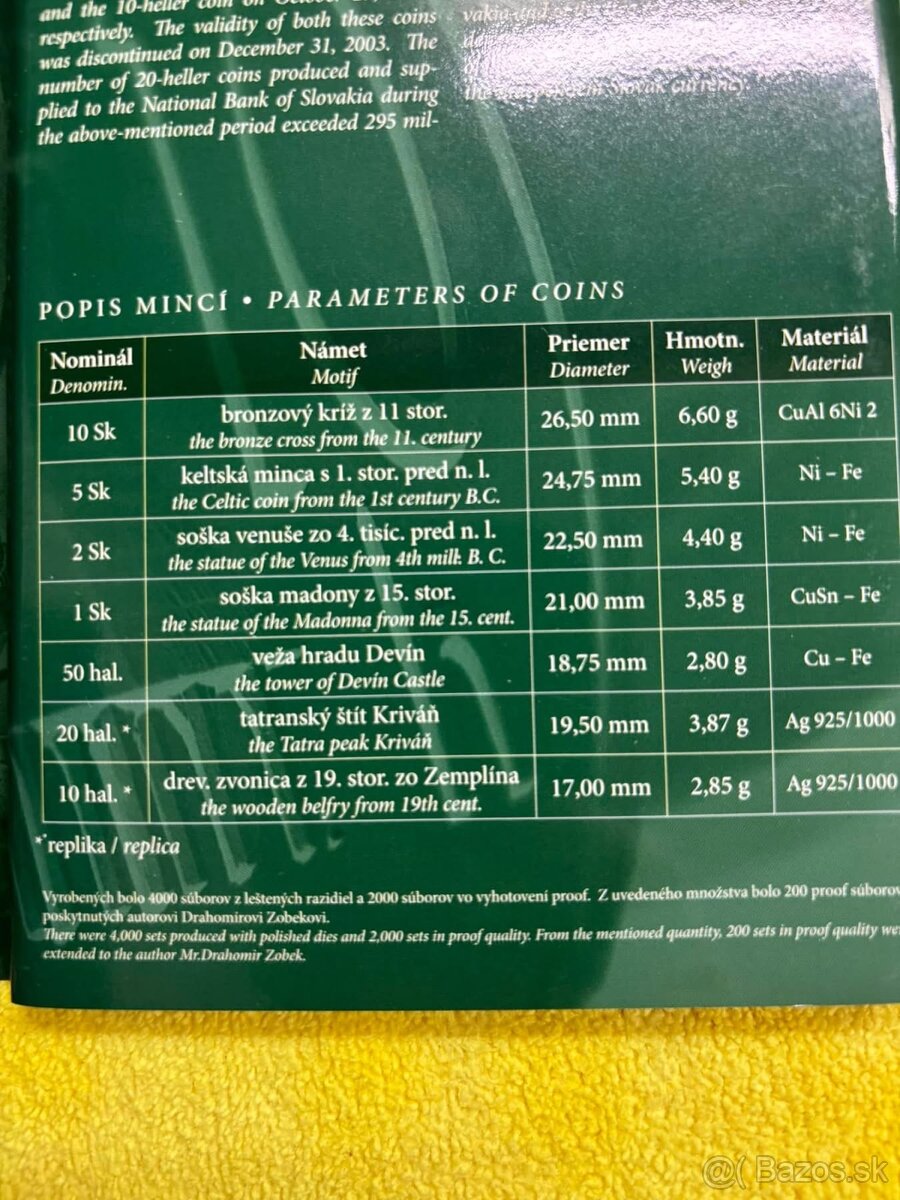 and the 10-heller coin on October
respectively. The validity of both these coins
was discontinued on December 31, 2003. The
number of 20-heller coins produced and sup-
plied to the National Bank of Slovakia during
the above-mentioned period exceeded 295 mil-
the independent Slovak currency.
POPIS MINCÍ • PARAMETERS OF COINS
Nominál Námet Priemer Hmotn. Materiál
Denomin. Motif Diameter Weigh Material
10 Sk bronzový kríž z 11 stor. 26,50 mm 6,60 g CuAl 6Ni 2
the bronze cross from the 11. century
5 Sk keltská minca s 1. stor. pred n. l. 24,75 mm 5,40 g Ni – Fe
the Celtic coin from the 1st century B.C.
2 Sk soška venuše zo 4. tisíc. pred n. l. 22,50 mm 4,40 g Ni – Fe
the statue of the Venus from 4th mill. B. C.
1 Sk soška madony z 15. stor. 21,00 mm 3,85 g CuSn – Fe
the statue of the Madonna from the 15. cent.
50 hal. veža hradu Devín 18,75 mm 2,80 g Cu – Fe
the tower of Devín Castle
20 hal. * tatranský štít Kriváň 19,50 mm 3,87 g Ag 925/1000
the Tatra peak Kriváň
10 hal. * drev. zvonica z 19. stor. zo Zemplína 17,00 mm 2,85 g Ag 925/1000
the wooden belfry from 19th cent.
* replika / replica
Vyrobených bolo 4000 súborov z leštených razidiel a 2000 súborov vo vyhotovení proof. Z uvedeného množstva bolo 200 proof súborov
poskytnutých autorovi Drahomírovi Zobekovi.
There were 4,000 sets produced with polished dies and 2,000 sets in proof quality. From the mentioned quantity, 200 sets in proof quality we
extended to the author Mr.Drahomir Zobek.
@( Bazos.sk